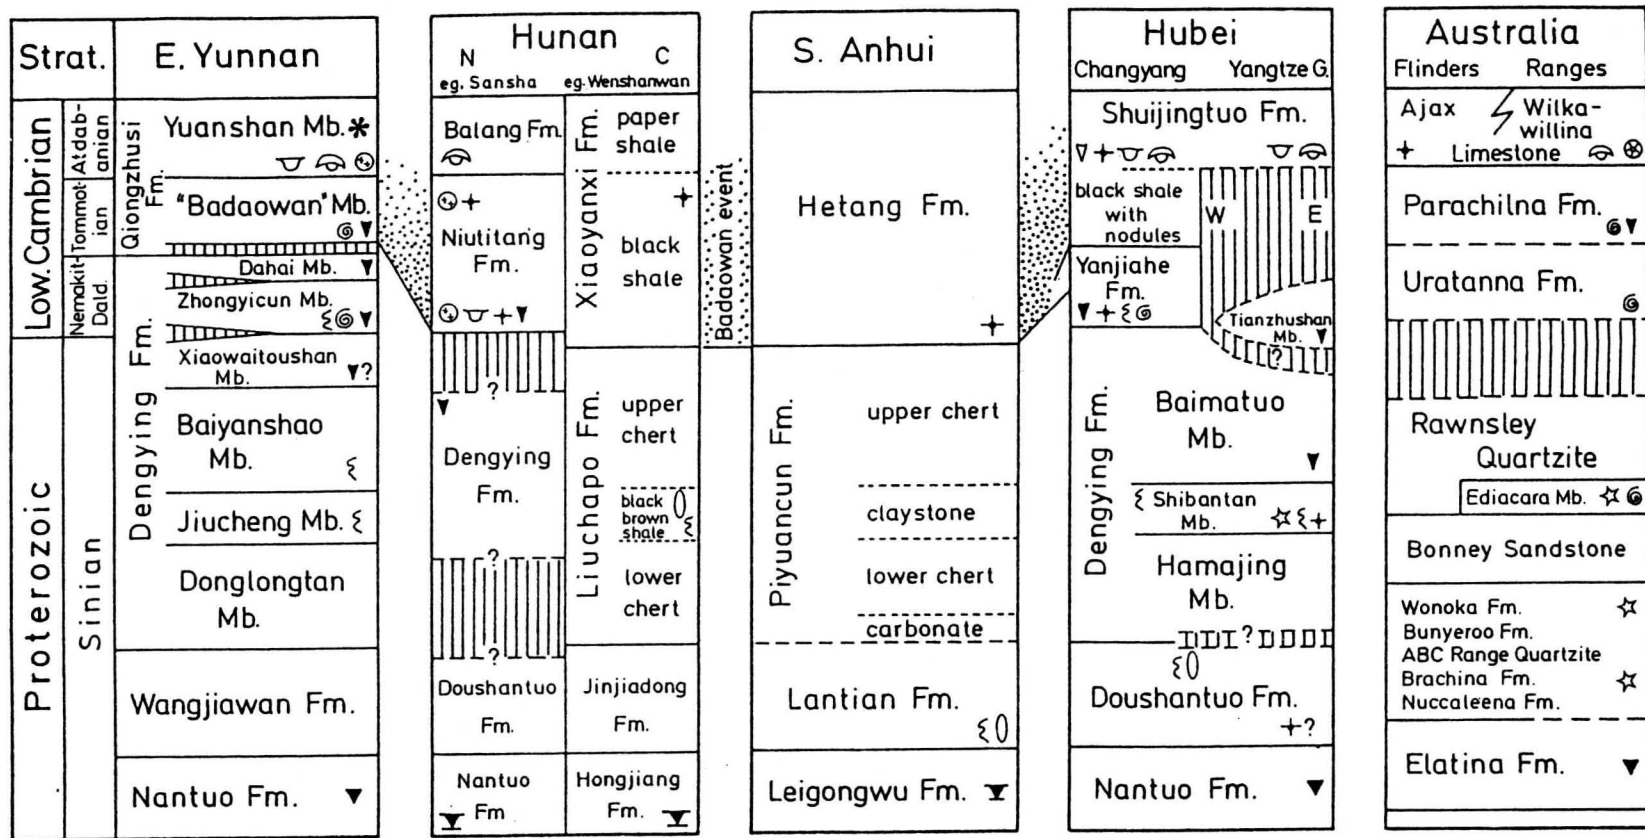 Strat.
E. Yunnan
Low. Cambrian
Atdab-
anian
Tommot-
ian
Nemakit-
Dald.
Proterozoic
Sinian
Qiongzhusi
Fm.
Yuanshan Mb.
"Badaowan" Mb.
Dengying Fm.
Dahai Mb.
Zhongyicun Mb.
Xiaowaitoushan
Mb.
?
Baiyanshao
Mb.
Jiucheng Mb.
Donglongtan
Mb.
Wangjiawan Fm.
Nantuo Fm.
Hunan
N
C
eg. Sansha
eg. Wenshanwan
Balang Fm.
Niutitang
Fm.
?
Dengying
Fm.
?
?
Doushantuo
Fm.
Nantuo
Fm
Xiaoyanxi Fm.
paper
shale
black
shale
Liuchapo Fm.
upper
chert
black
brown
shale
lower
chert
Jinjiadong
Fm.
Hongjiang
Fm.
Badaowan event
S. Anhui
Hetang Fm.
Piyuancun Fm.
upper chert
claystone
lower chert
carbonate
Lantian Fm.
Leigongwu Fm.
Hubei
Changyang
Yangtze G.
Shuijingtuo Fm.
black shale
with
nodules
W
E
Yanjiahe
Fm.
Tianzhushan
Mb.
?
Dengying Fm.
Baimatuo
Mb.
Shibantan
Mb.
Hamajing
Mb.
?
Doushantuo Fm.
?
Nantuo Fm.
Australia
Flinders
Ranges
Ajax
Wilka-
willina
Limestone
Parachilna Fm.
Uratanna Fm.
Rawnsley
Quartzite
Ediacara Mb.
Bonney Sandstone
Wonoka Fm.
Bunyeroo Fm.
ABC Range Quartzite
Brachina Fm.
Nuccaleena Fm.
Elatina Fm.